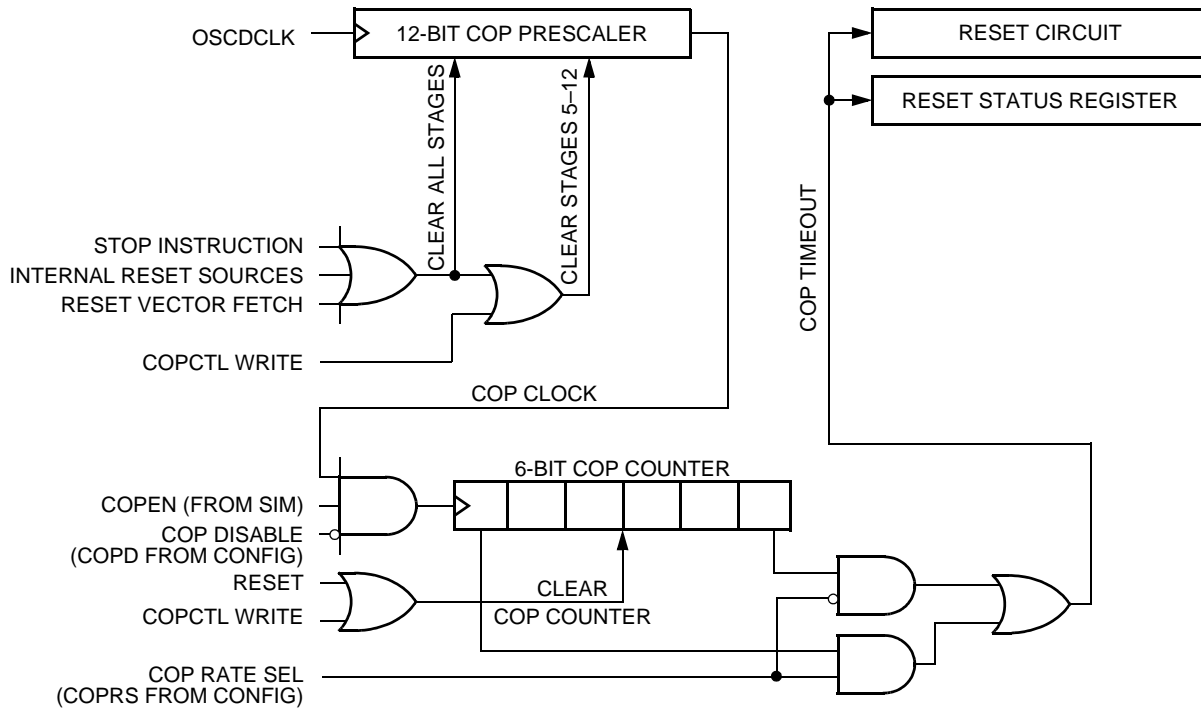 OSCDCLK
12-BIT COP PRESCALER
RESET CIRCUIT
RESET STATUS REGISTER
CLEAR ALL STAGES
CLEAR STAGES 5–12
COP TIMEOUT
STOP INSTRUCTION
INTERNAL RESET SOURCES
RESET VECTOR FETCH
COPCTL WRITE
COP CLOCK
6-BIT COP COUNTER
COPEN (FROM SIM)
COP DISABLE
(COPD FROM CONFIG)
RESET
COPCTL WRITE
CLEAR
COP COUNTER
COP RATE SEL
(COPRS FROM CONFIG)